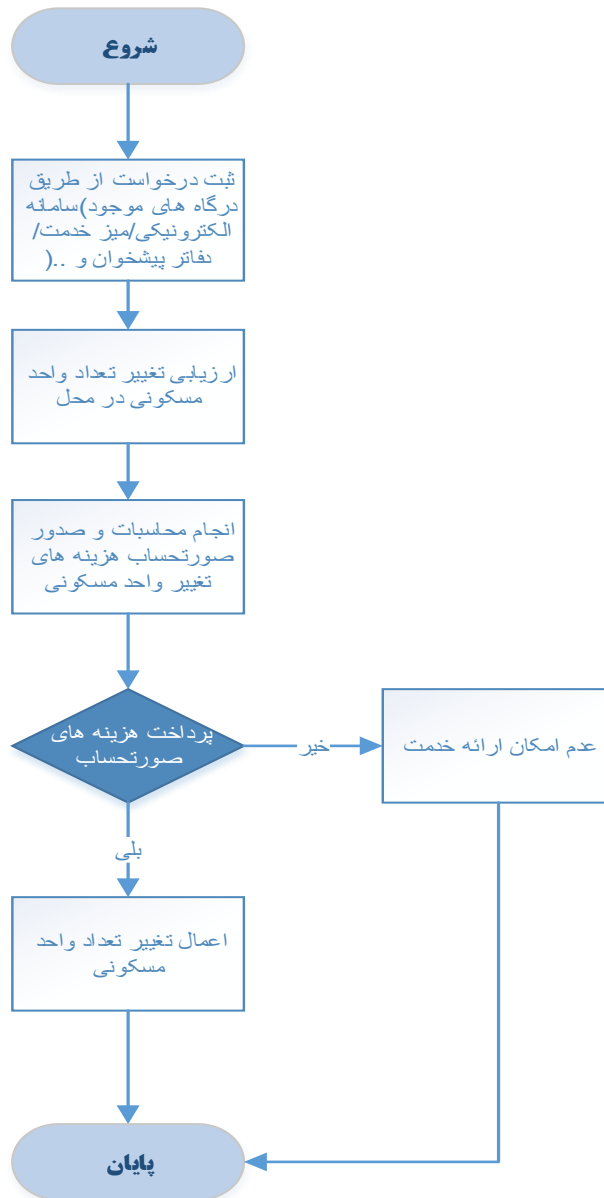 شروع
ثبت درخواست از طریق
درگاه های موجود)سامانه
الکترونیکی/میز خدمت/
دفاتر پیشخوان و ..(
ارزیابی تغییر تعداد واحد
مسکونی در محل
انجام محاسبات و صدور
صورتحساب هزینه های
تغییر واحد مسکونی
پرداخت هزینه های
صورتحساب
خیر
عدم امکان ارائه خدمت
بلی
اعمال تغییر تعداد واحد
مسکونی
پایان